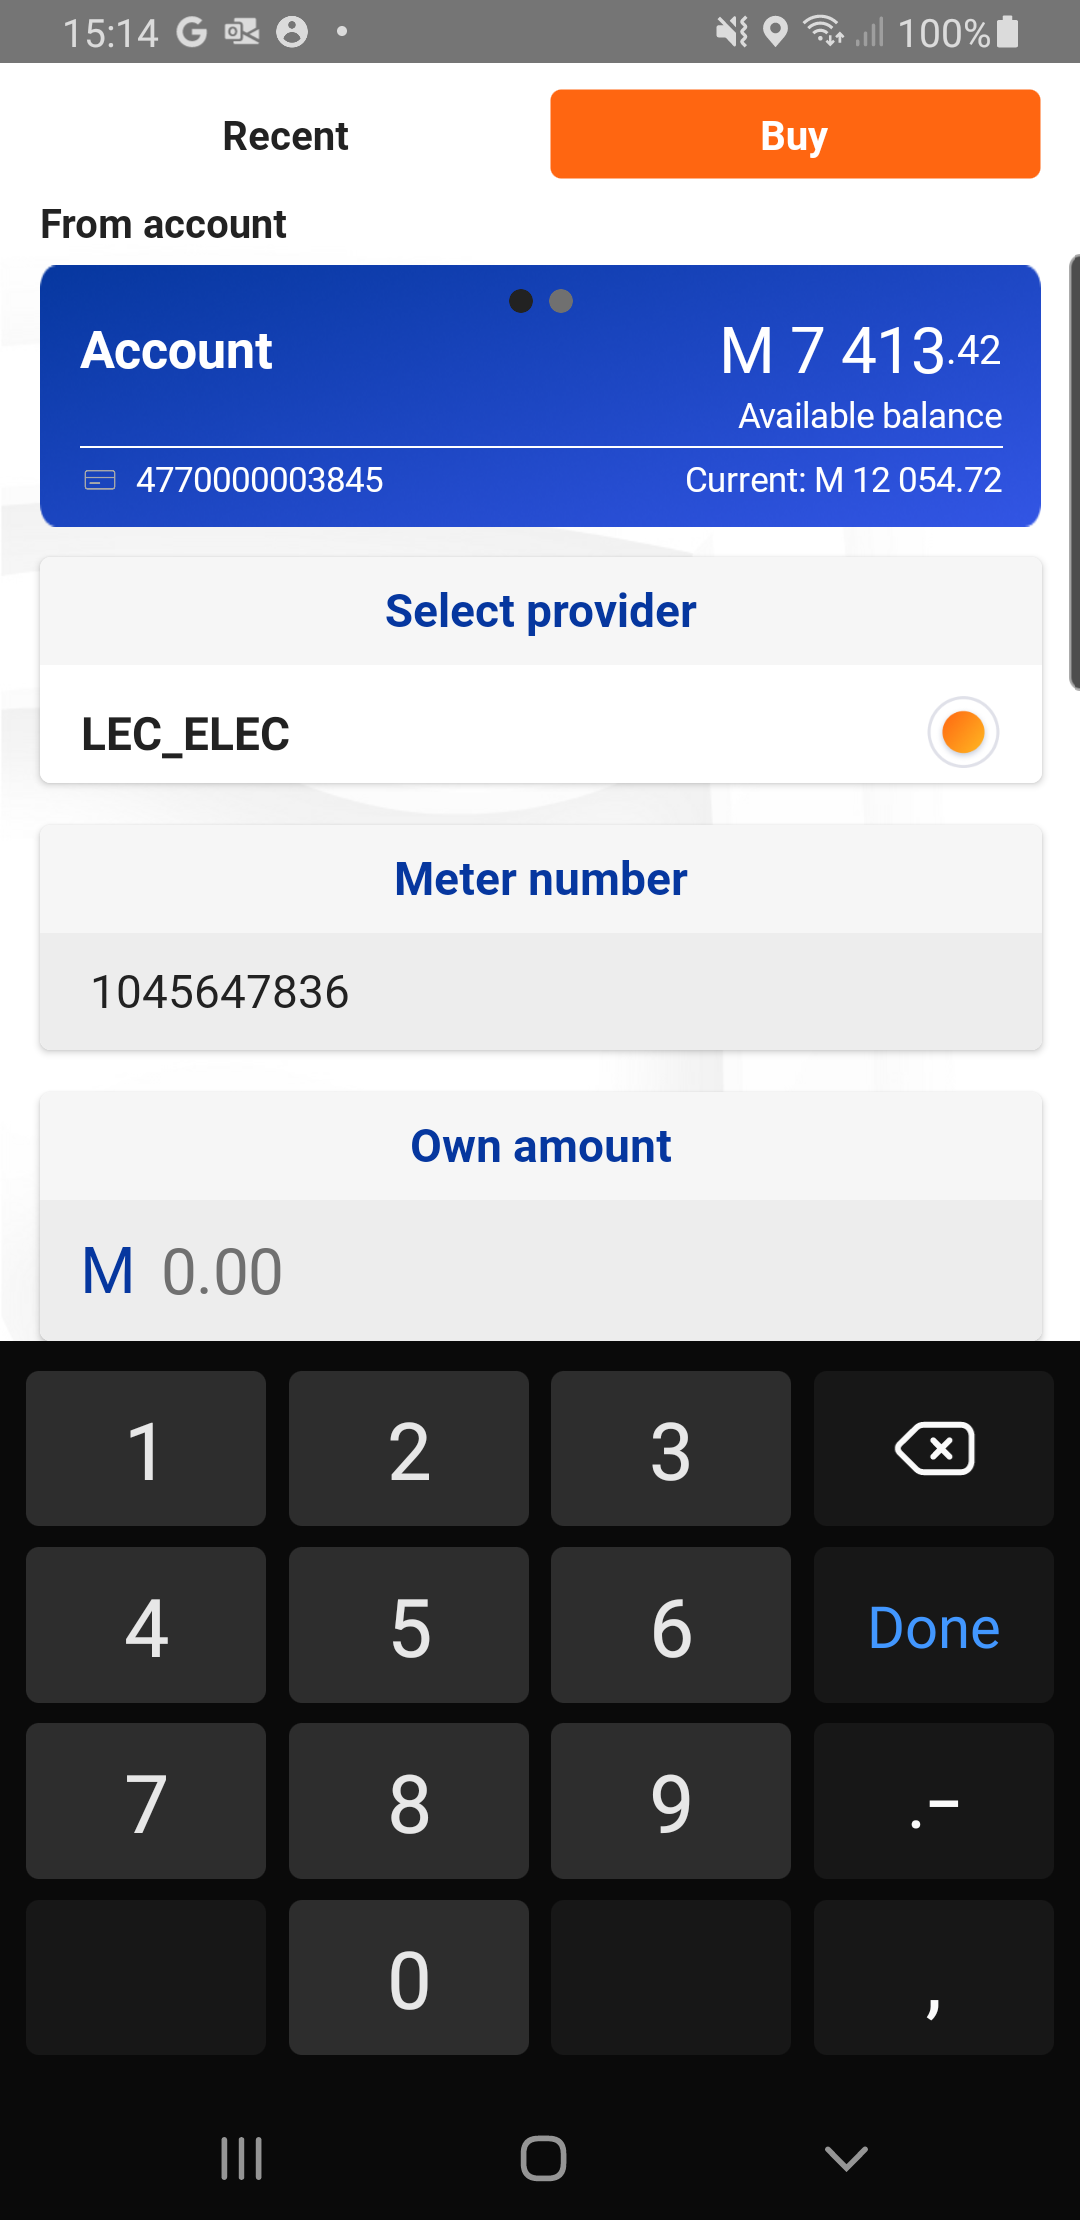 15:14 100%
Recent Buy
From account
Account M 7 413.42
Available balance
4770000003845 Current: M 12 054.72
Select provider
LEC_ELEC
Meter number
1045647836
Own amount
M 0.00
1 2 3
4 5 6 Done
7 8 9 .-
0 ,